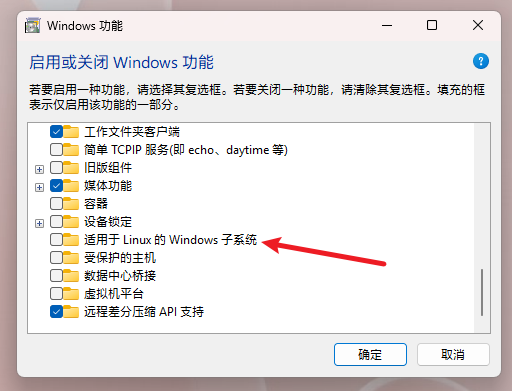 Windows 功能
启用或关闭 Windows 功能
若要启用一种功能，请选择其复选框。若要关闭一种功能，请清除其复选框。填充的框
表示仅启用该功能的一部分。
工作文件夹客户端
简单 TCPIP 服务(即 echo、daytime 等)
旧版组件
媒体功能
容器
设备锁定
适用于 Linux 的 Windows 子系统
受保护的主机
数据中心桥接
虚拟机平台
远程差分压缩 API 支持
确定
取消